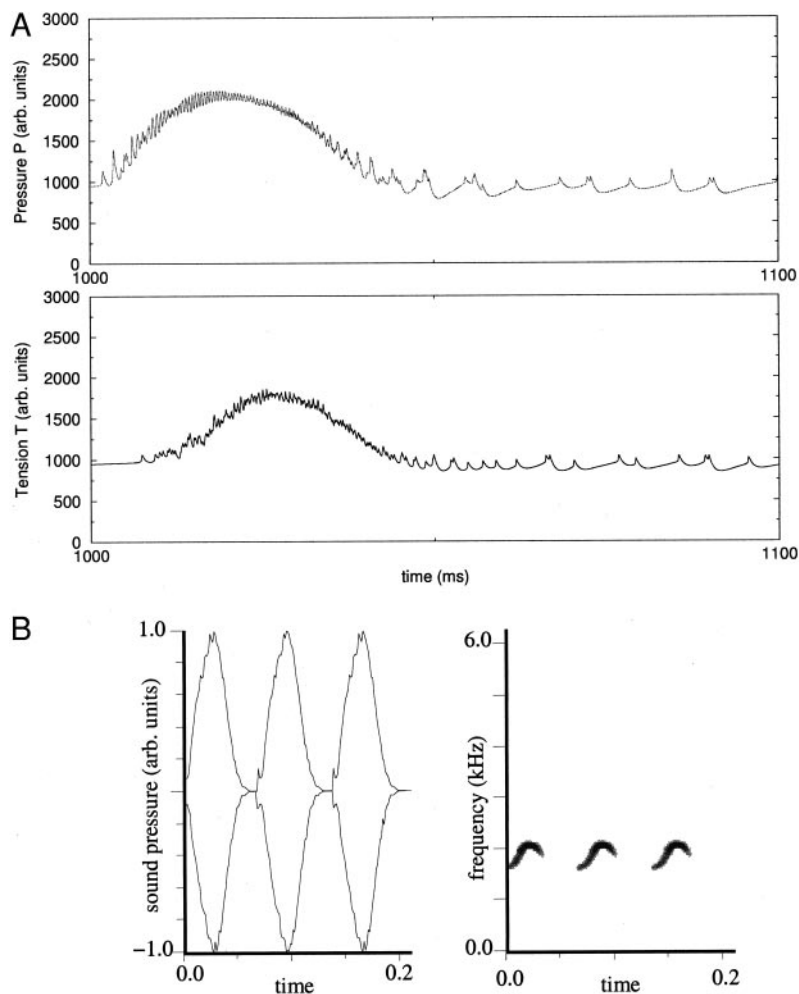 A
3000
2500
2000
1500
1000
500
0
Pressure P (arb. units)
1000
1100
3000
2500
2000
1500
1000
500
0
Tension T (arb. units)
1000
1100
time (ms)
B
1.0
sound pressure (arb. units)
−1.0
0.0
0.2
time
6.0
frequency (kHz)
0.0
0.0
0.2
time